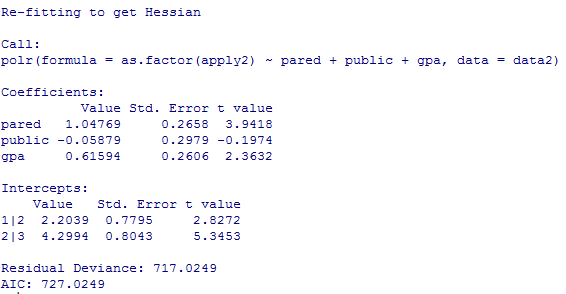 Re-fitting to get Hessian
Call:
polr(formula = as.factor(apply2) ~ pared + public + gpa, data = data2)
Coefficients:
Value Std. Error t value
pared 1.04769 0.2658 3.9418
public -0.05879 0.2979 -0.1974
gpa 0.61594 0.2606 2.3632
Intercepts:
Value Std. Error t value
1|2 2.2039 0.7795 2.8272
2|3 4.2994 0.8043 5.3453
Residual Deviance: 717.0249
AIC: 727.0249